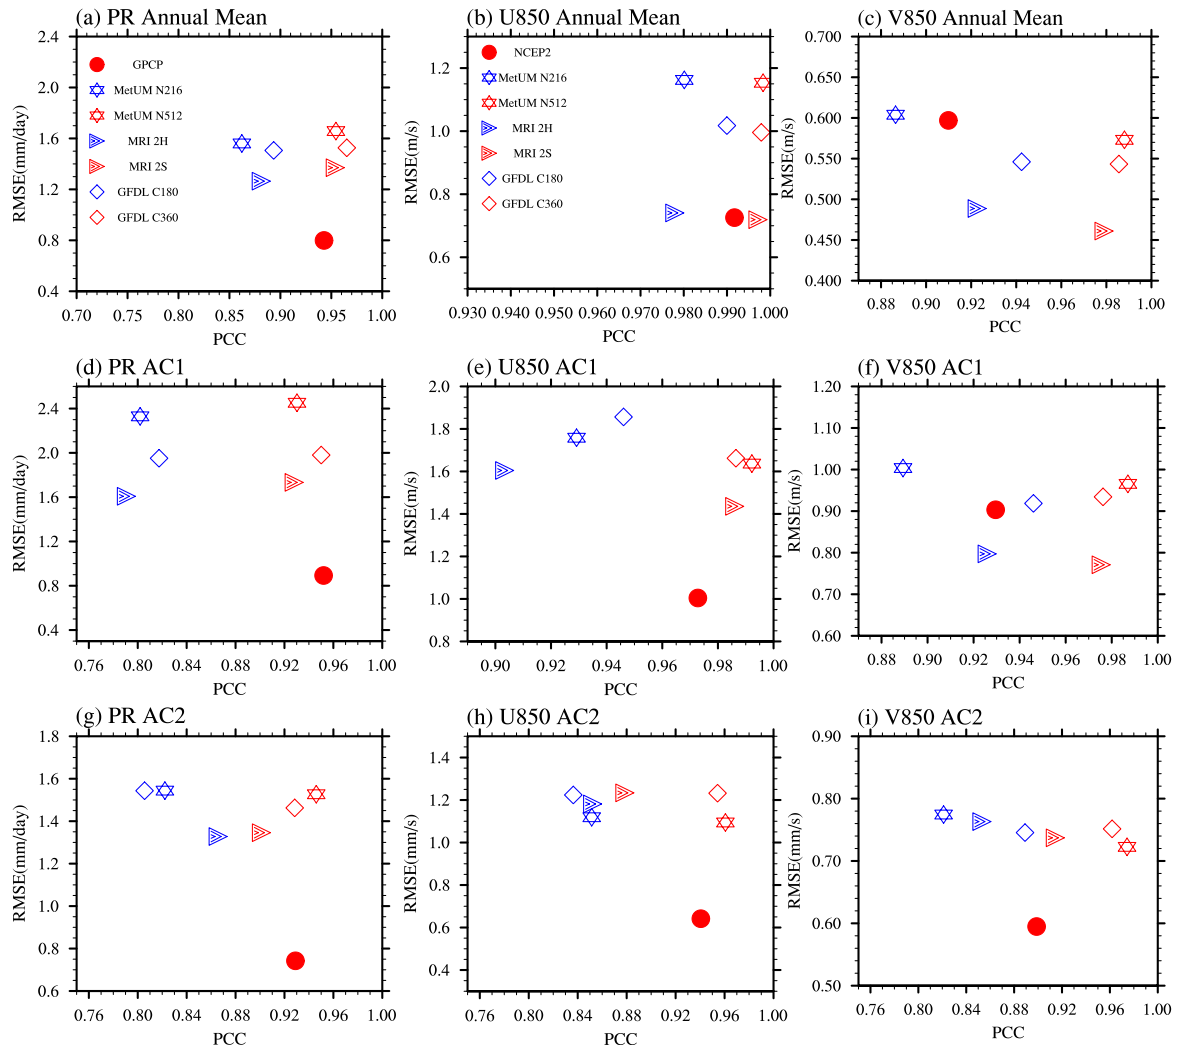 (a) PR Annual Mean
2.4
2.0
1.6
1.2
0.8
0.4
RMSE(mm/day)
GPCP
MetUM N216
MetUM N512
MRI 2H
MRI 2S
GFDL C180
GFDL C360
0.70 0.75 0.80 0.85 0.90 0.95 1.00
PCC
(b) U850 Annual Mean
1.2
1.0
0.8
0.6
RMSE(m/s)
NCEP2
MetUM N216
MetUM N512
MRI 2H
MRI 2S
GFDL C180
GFDL C360
0.930 0.940 0.950 0.960 0.970 0.980 0.990 1.000
PCC
(c) V850 Annual Mean
0.700
0.650
0.600
0.550
0.500
0.450
0.400
RMSE(m/s)
0.88 0.90 0.92 0.94 0.96 0.98 1.00
PCC
(d) PR AC1
2.4
2.0
1.6
1.2
0.8
0.4
RMSE(mm/day)
0.76 0.80 0.84 0.88 0.92 0.96 1.00
PCC
(e) U850 AC1
2.0
1.8
1.6
1.4
1.2
1.0
0.8
RMSE(m/s)
0.90 0.92 0.94 0.96 0.98 1.00
PCC
(f) V850 AC1
1.20
1.10
1.00
0.90
0.80
0.70
0.60
RMSE(m/s)
0.88 0.90 0.92 0.94 0.96 0.98 1.00
PCC
(g) PR AC2
1.8
1.6
1.4
1.2
1.0
0.8
0.6
RMSE(mm/day)
0.76 0.80 0.84 0.88 0.92 0.96 1.00
PCC
(h) U850 AC2
1.4
1.2
1.0
0.8
0.6
0.4
RMSE(mm/s)
0.76 0.80 0.84 0.88 0.92 0.96 1.00
PCC
(i) V850 AC2
0.90
0.80
0.70
0.60
0.50
RMSE(mm/s)
0.76 0.80 0.84 0.88 0.92 0.96 1.00
PCC